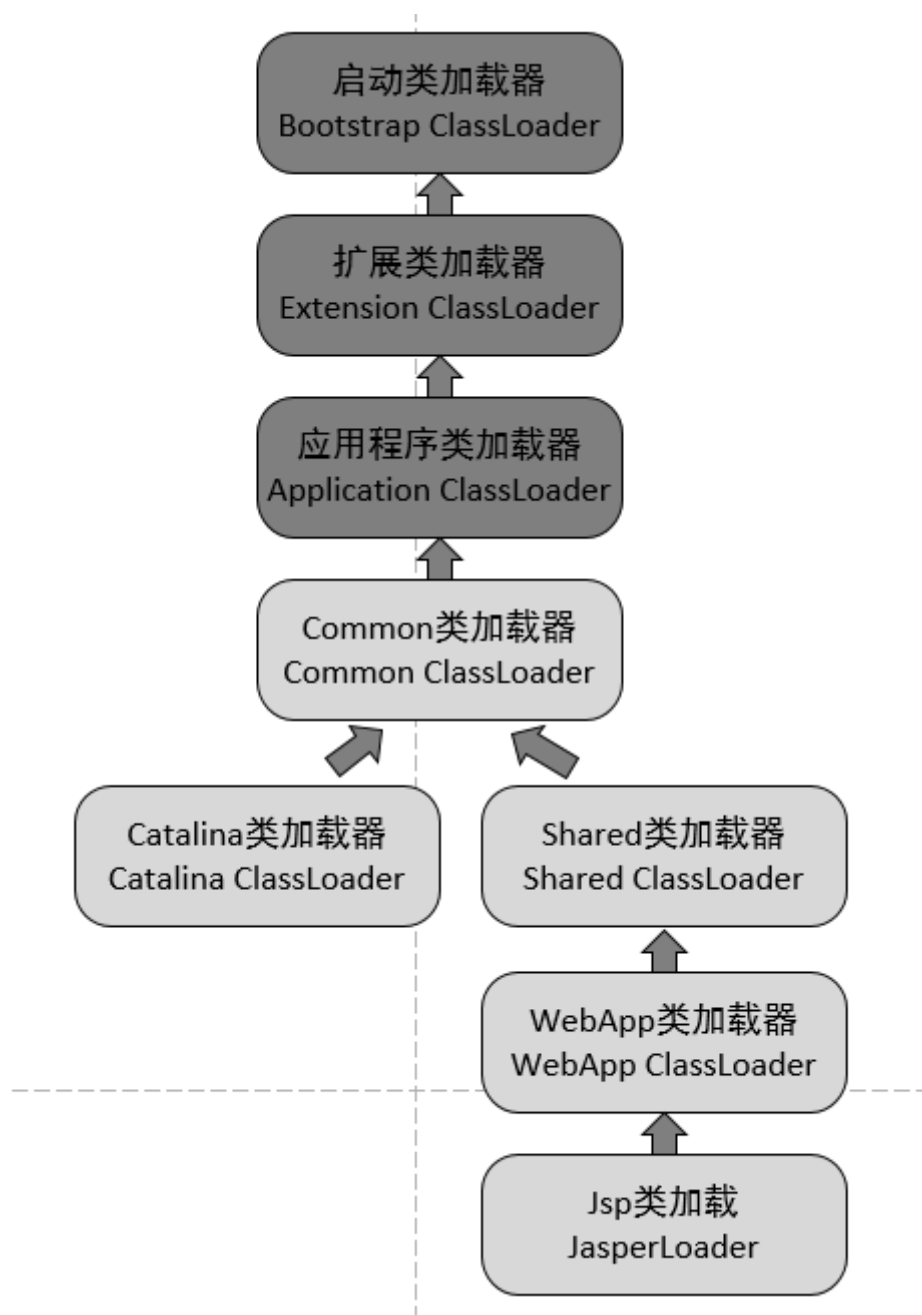 启动类加载器
Bootstrap ClassLoader
扩展类加载器
Extension ClassLoader
应用程序类加载器
Application ClassLoader
Common类加载器
Common ClassLoader
Catalina类加载器
Catalina ClassLoader
Shared类加载器
Shared ClassLoader
WebApp类加载器
WebApp ClassLoader
Jsp类加载
JasperLoader